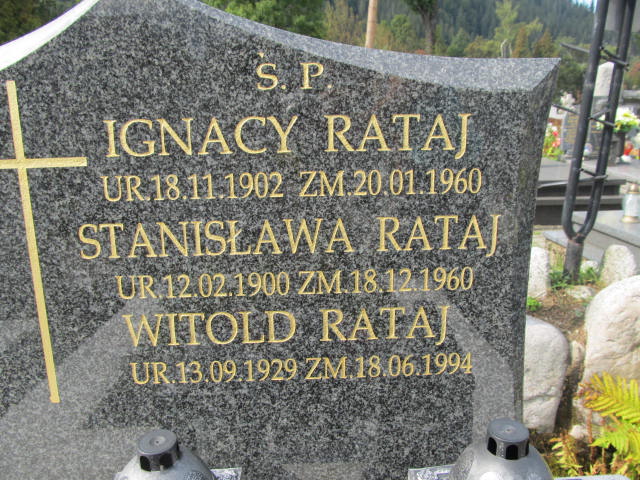 Ś. P.
IGNACY RATAJ
UR.18.11.1902 ZM.20.01.1960
STANISŁAWA RATAJ
UR.12.02.1900 ZM.18.12.1960
WITOLD RATAJ
UR.13.09.1929 ZM.18.06.1994